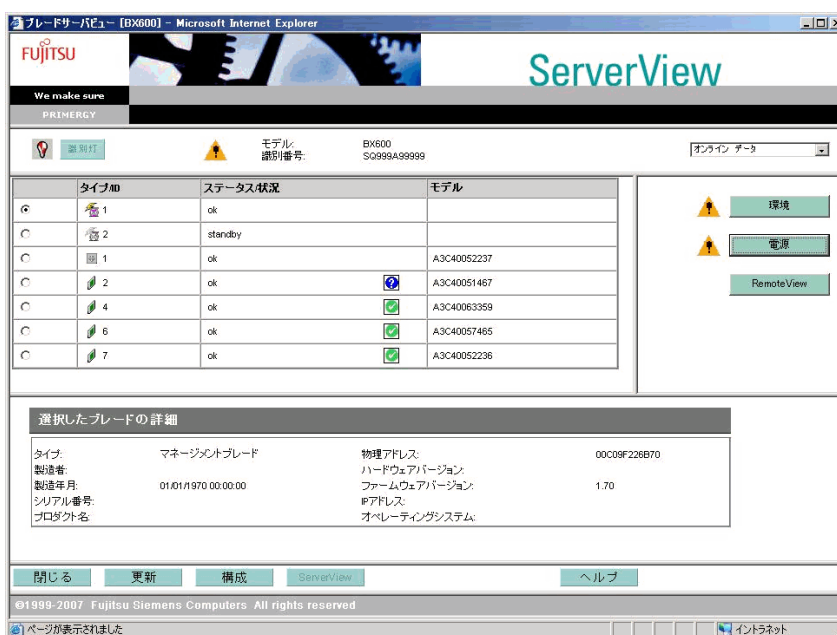 ブレードサーバビュー [BX600] - Microsoft Internet Explorer
FUJITSU
ServerView
We make sure
PRIMERGY
識別灯
モデル: BX600
識別番号: SQ999A99999
オンライン データ
タイプ/ID ステータス/状況 モデル
1 ok
2 standby
1 ok A3C40052237
2 ok A3C40051467
4 ok A3C40063359
6 ok A3C40057465
7 ok A3C40052236
環境
電源
RemoteView
選択したブレードの詳細
タイプ: マネージメントブレード 物理アドレス: 00C09F226B70
製造者: ハードウェアバージョン:
製造年月: 01/01/1970 00:00:00 ファームウェアバージョン: 1.70
シリアル番号: IPアドレス:
プロダクト名: オペレーティングシステム:
閉じる 更新 構成 ServerView ヘルプ
©1999-2007 Fujitsu Siemens Computers All rights reserved
ページが表示されました イントラネット